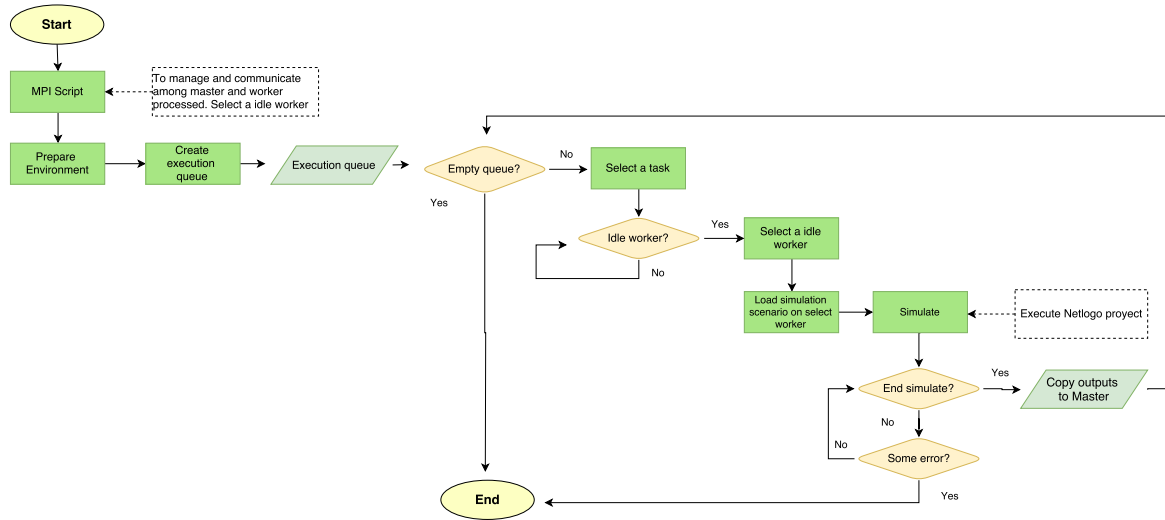 Start
MPI Script
To manage and communicate
among master and worker
processed. Select a idle worker
Prepare
Environment
Create
execution
queue
Execution queue
Empty queue?
No
Yes
Select a task
Idle worker?
Yes
No
Select a idle
worker
Load simulation
scenario on select
worker
Simulate
Execute Netlogo proyect
End simulate?
Yes
Copy outputs
to Master
No
No
Some error?
Yes
End